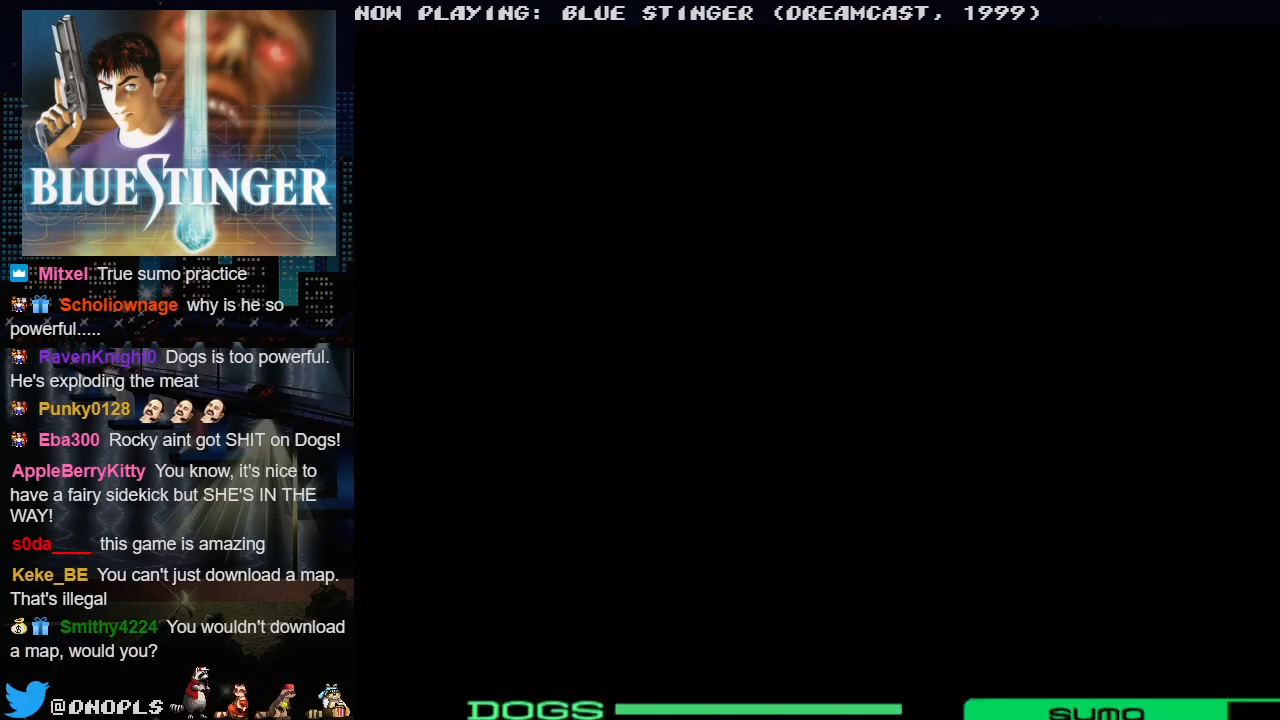 NOW PLAYING: BLUE STINGER (DREAMCAST, 1999)
BLUE STINGER
Mitxel True sumo practice
Scholiownage why is he so
powerful.....
RavenKnight0 Dogs is too powerful.
He's exploding the meat
Punky0128
Eba300 Rocky aint got SHIT on Dogs!
AppleBerryKitty You know, it's nice to
have a fairy sidekick but SHE'S IN THE
WAY!
s0da____ this game is amazing
Keke_BE You can't just download a map.
That's illegal
Smithy4224 You wouldn't download
a map, would you?
@DHOPLS
DOGS
SUMO